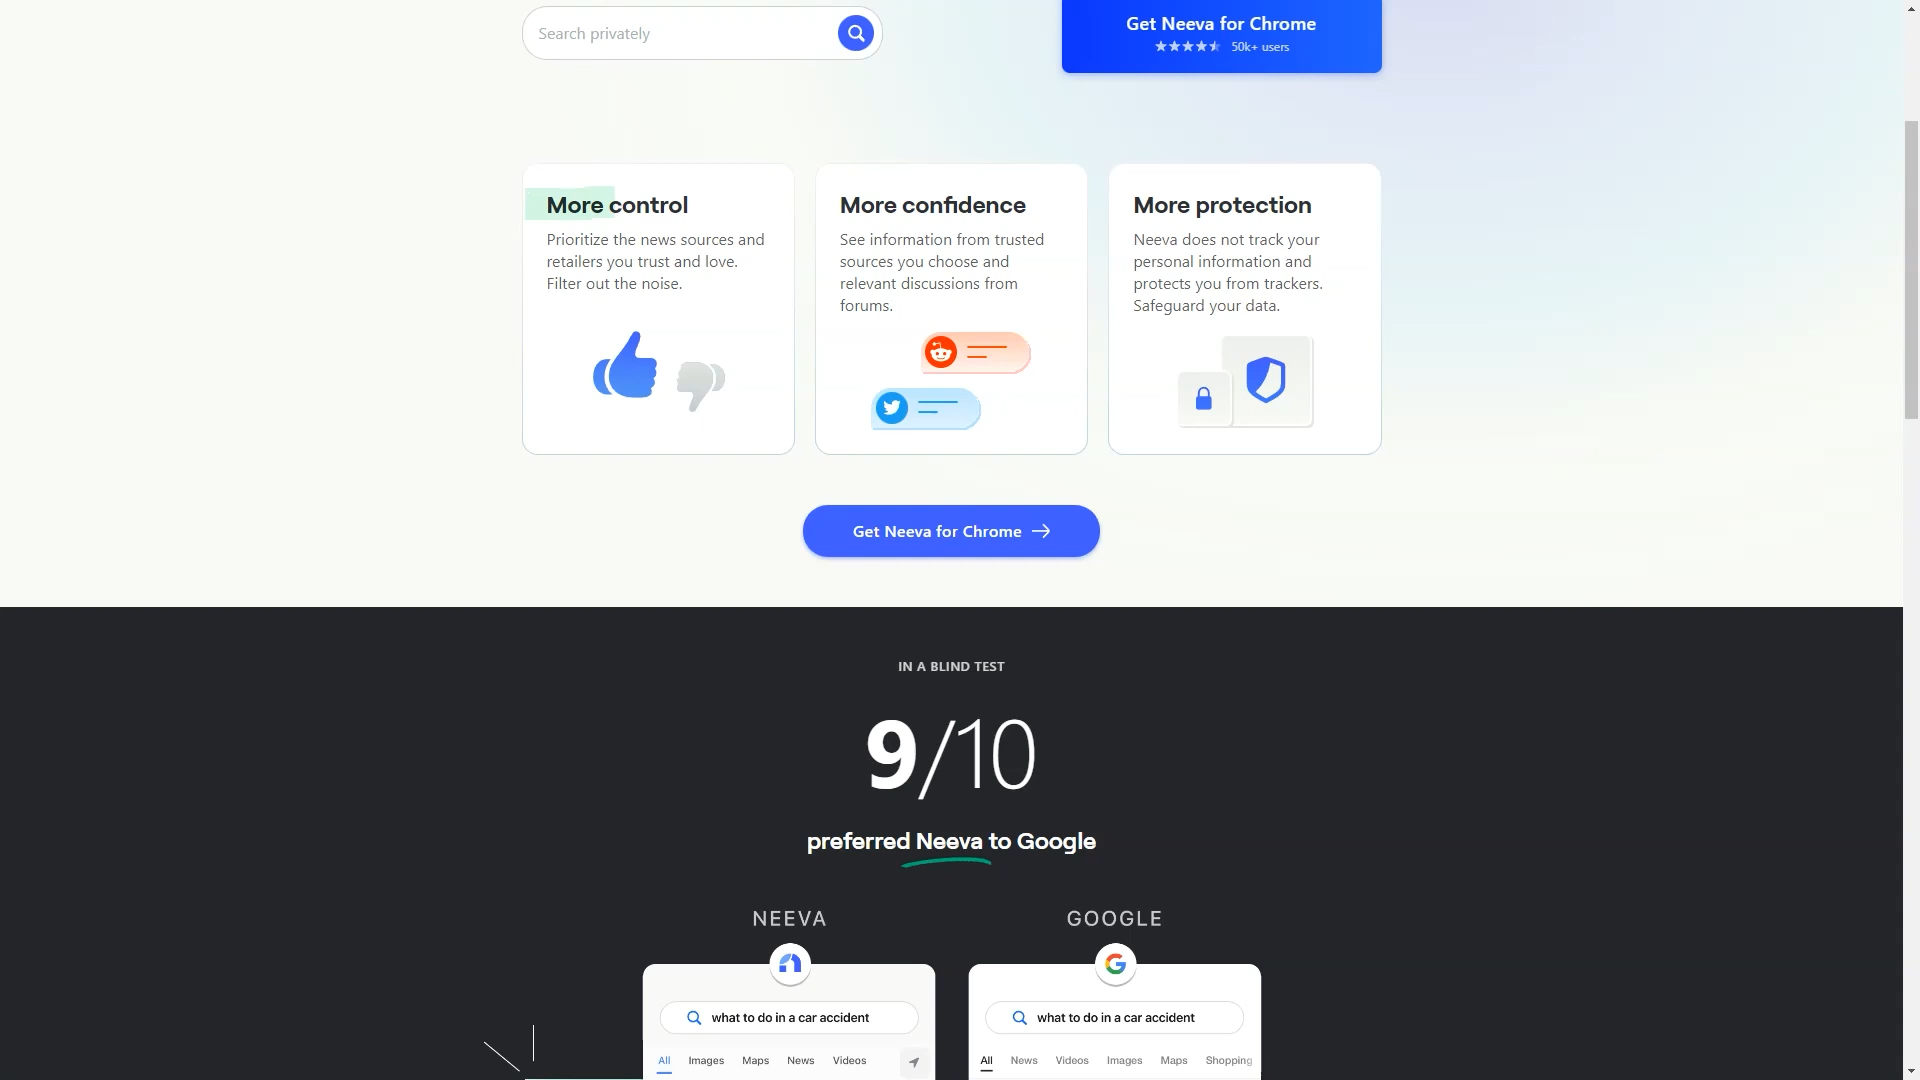 Search privately
Get Neeva for Chrome
50k+ users
More control
Prioritize the news sources and
retailers you trust and love.
Filter out the noise.
More confidence
See information from trusted
sources you choose and
relevant discussions from
forums.
More protection
Neeva does not track your
personal information and
protects you from trackers.
Safeguard your data.
Get Neeva for Chrome
IN A BLIND TEST
9/10
preferred Neeva to Google
NEEVA
what to do in a car accident
All Images Maps News Videos
GOOGLE
what to do in a car accident
All News Videos Images Maps Shopping